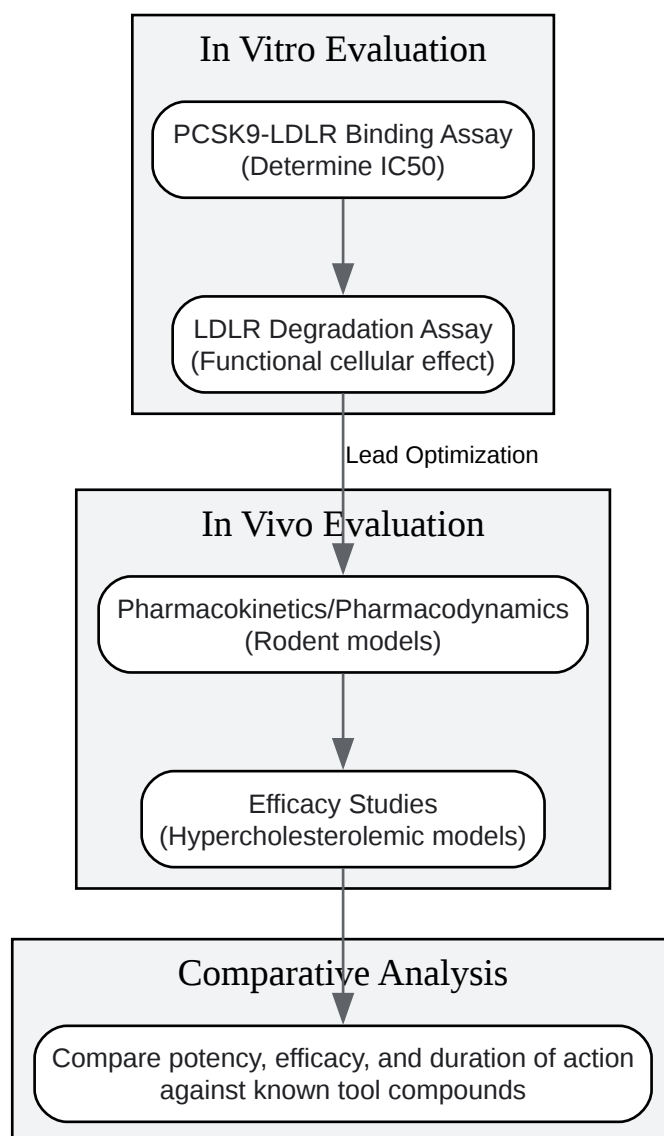 In Vitro Evaluation
PCSK9-LDLR Binding Assay
(Determine IC50)
LDLR Degradation Assay
(Functional cellular effect)
Lead Optimization
In Vivo Evaluation
Pharmacokinetics/Pharmacodynamics
(Rodent models)
Efficacy Studies
(Hypercholesterolemic models)
Comparative Analysis
Compare potency, efficacy, and duration of action
against known tool compounds